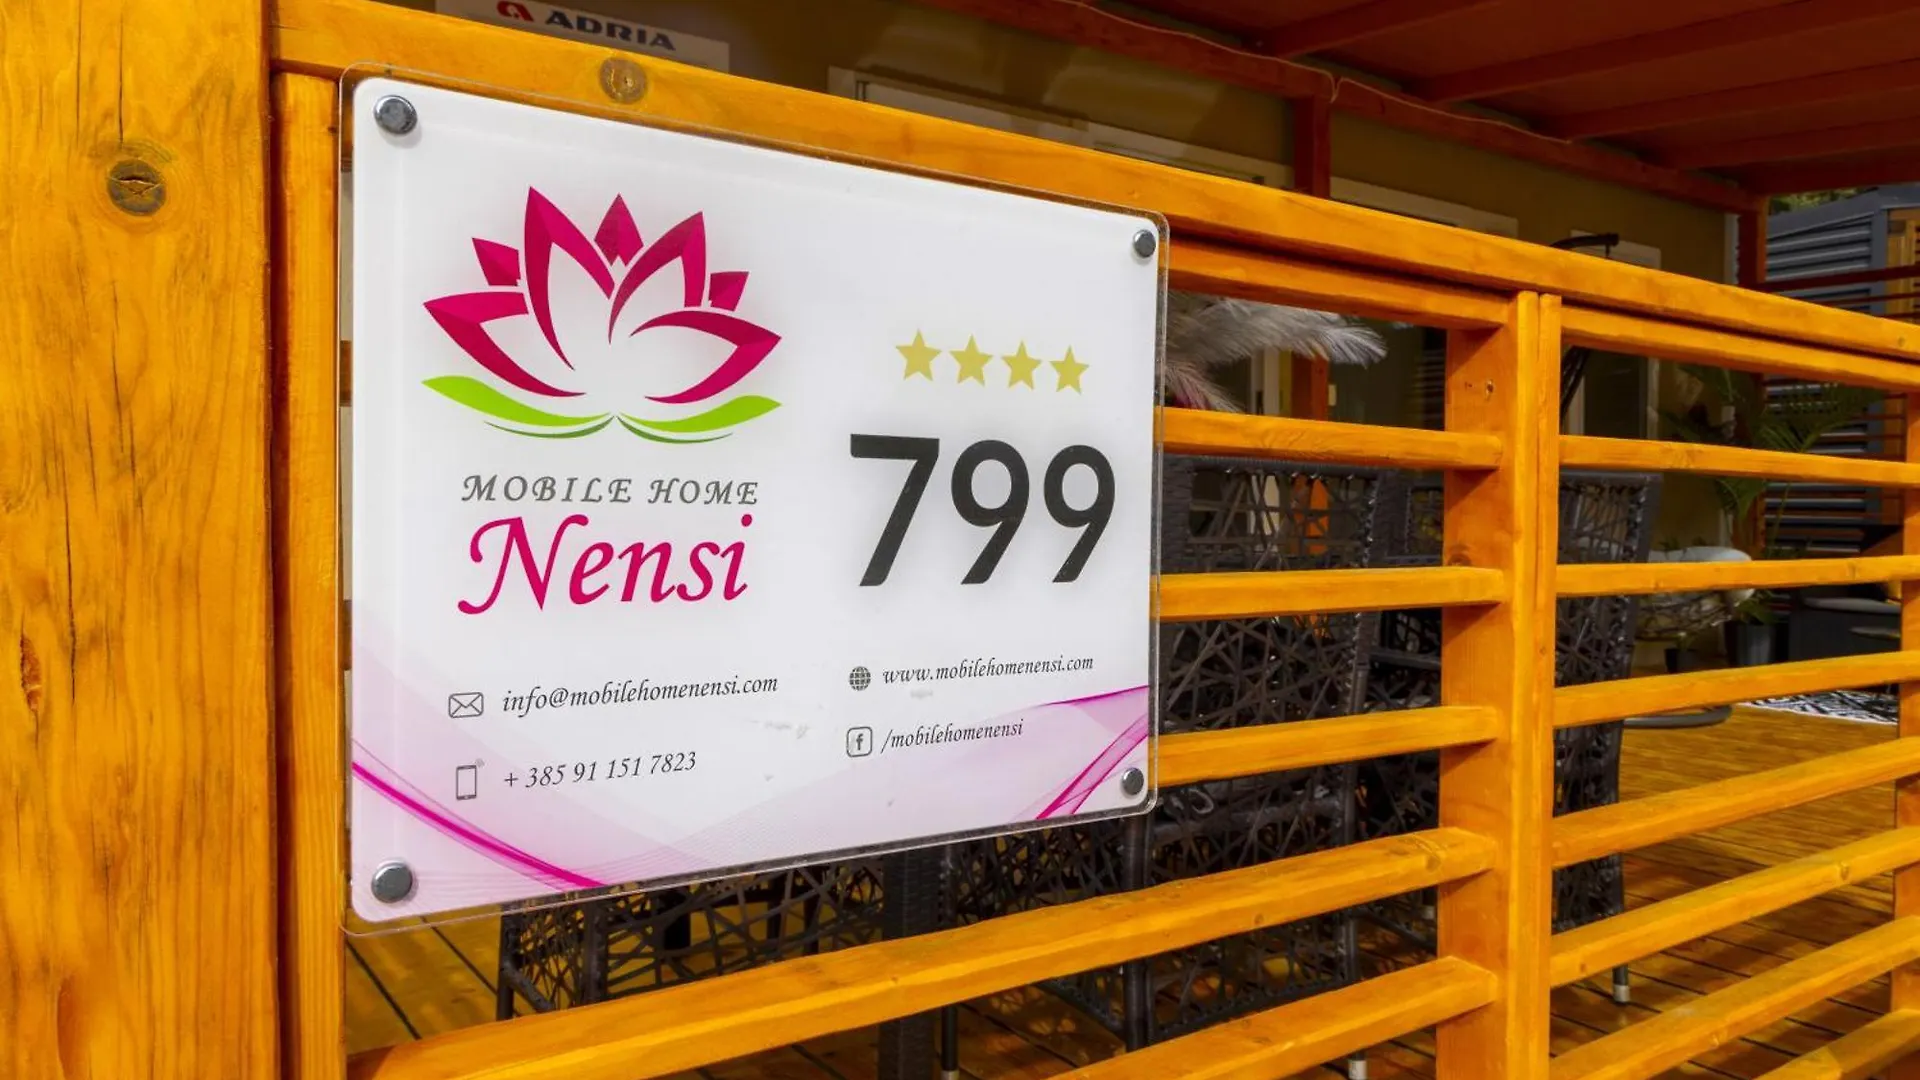 ADRIA
MOBILE HOME
Nensi
799
info@mobilehomenensi.com
+ 385 91 151 7823
www.mobilehomenensi.com
/mobilehomenensi